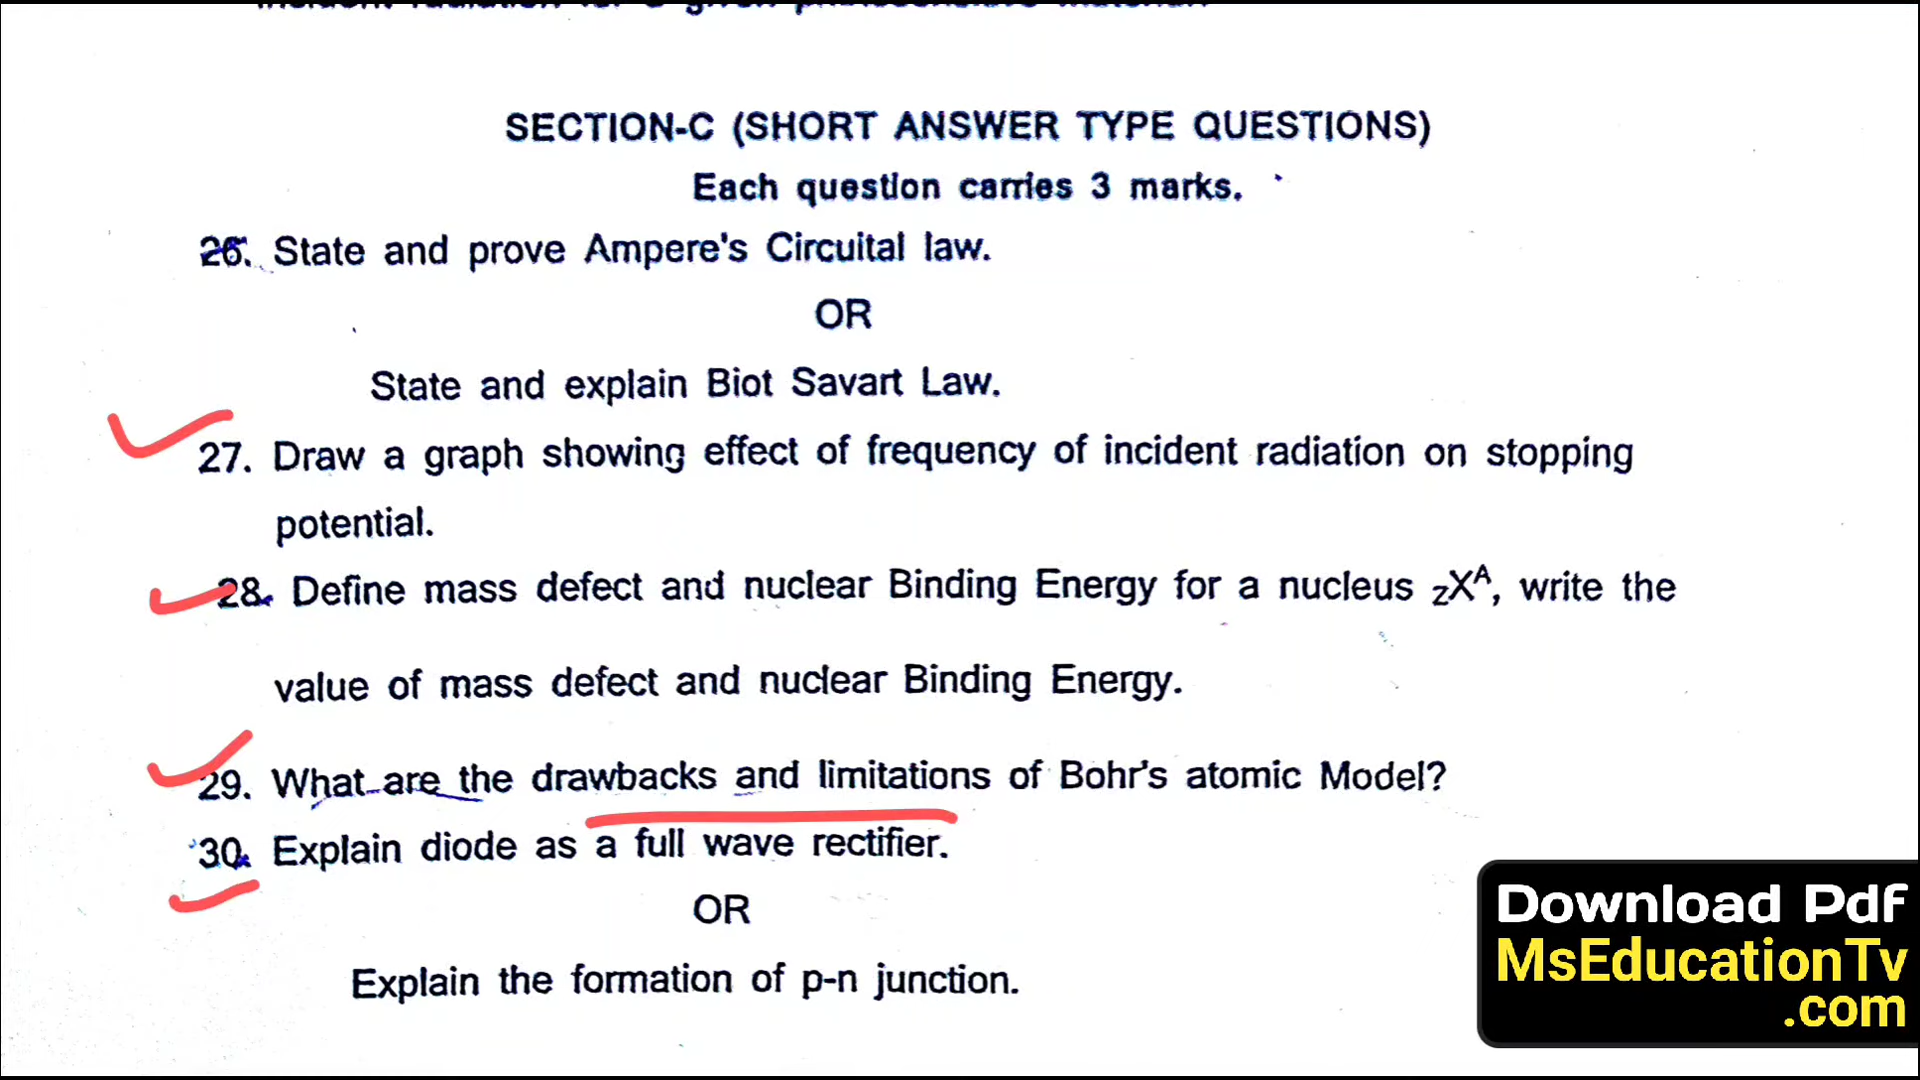 SECTION-C (SHORT ANSWER TYPE QUESTIONS)
Each question carries 3 marks.
26. State and prove Ampere's Circuital law.
OR
State and explain Biot Savart Law.
27. Draw a graph showing effect of frequency of incident radiation on stopping
potential.
28. Define mass defect and nuclear Binding Energy for a nucleus ZXᴬ, write the
value of mass defect and nuclear Binding Energy.
29. What are the drawbacks and limitations of Bohr's atomic Model?
30. Explain diode as a full wave rectifier.
OR
Explain the formation of p-n junction.
Download Pdf
MsEducationTv
.com